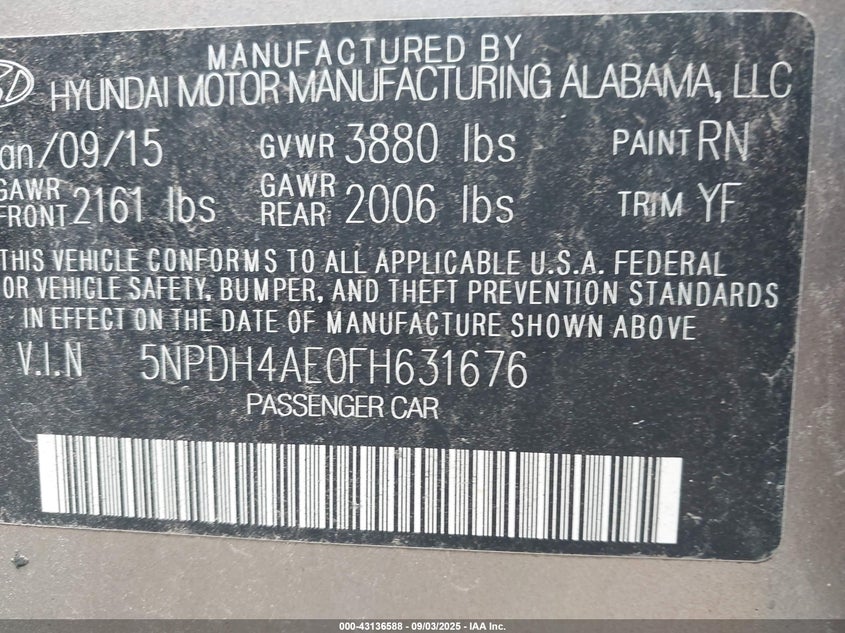 MANUFACTURED BY
HYUNDAI MOTOR MANUFACTURING ALABAMA, LLC
an/09/15 GVWR 3880 lbs PAINT RN
GAWR FRONT 2161 lbs GAWR REAR 2006 lbs TRIM YF
THIS VEHICLE CONFORMS TO ALL APPLICABLE U.S.A. FEDERAL
OR VEHICLE SAFETY, BUMPER, AND THEFT PREVENTION STANDARDS
IN EFFECT ON THE DATE OF MANUFACTURE SHOWN ABOVE
V.I.N 5NPDH4AE0FH631676
PASSENGER CAR
000-43136588 - 09/03/2025 - IAA Inc.